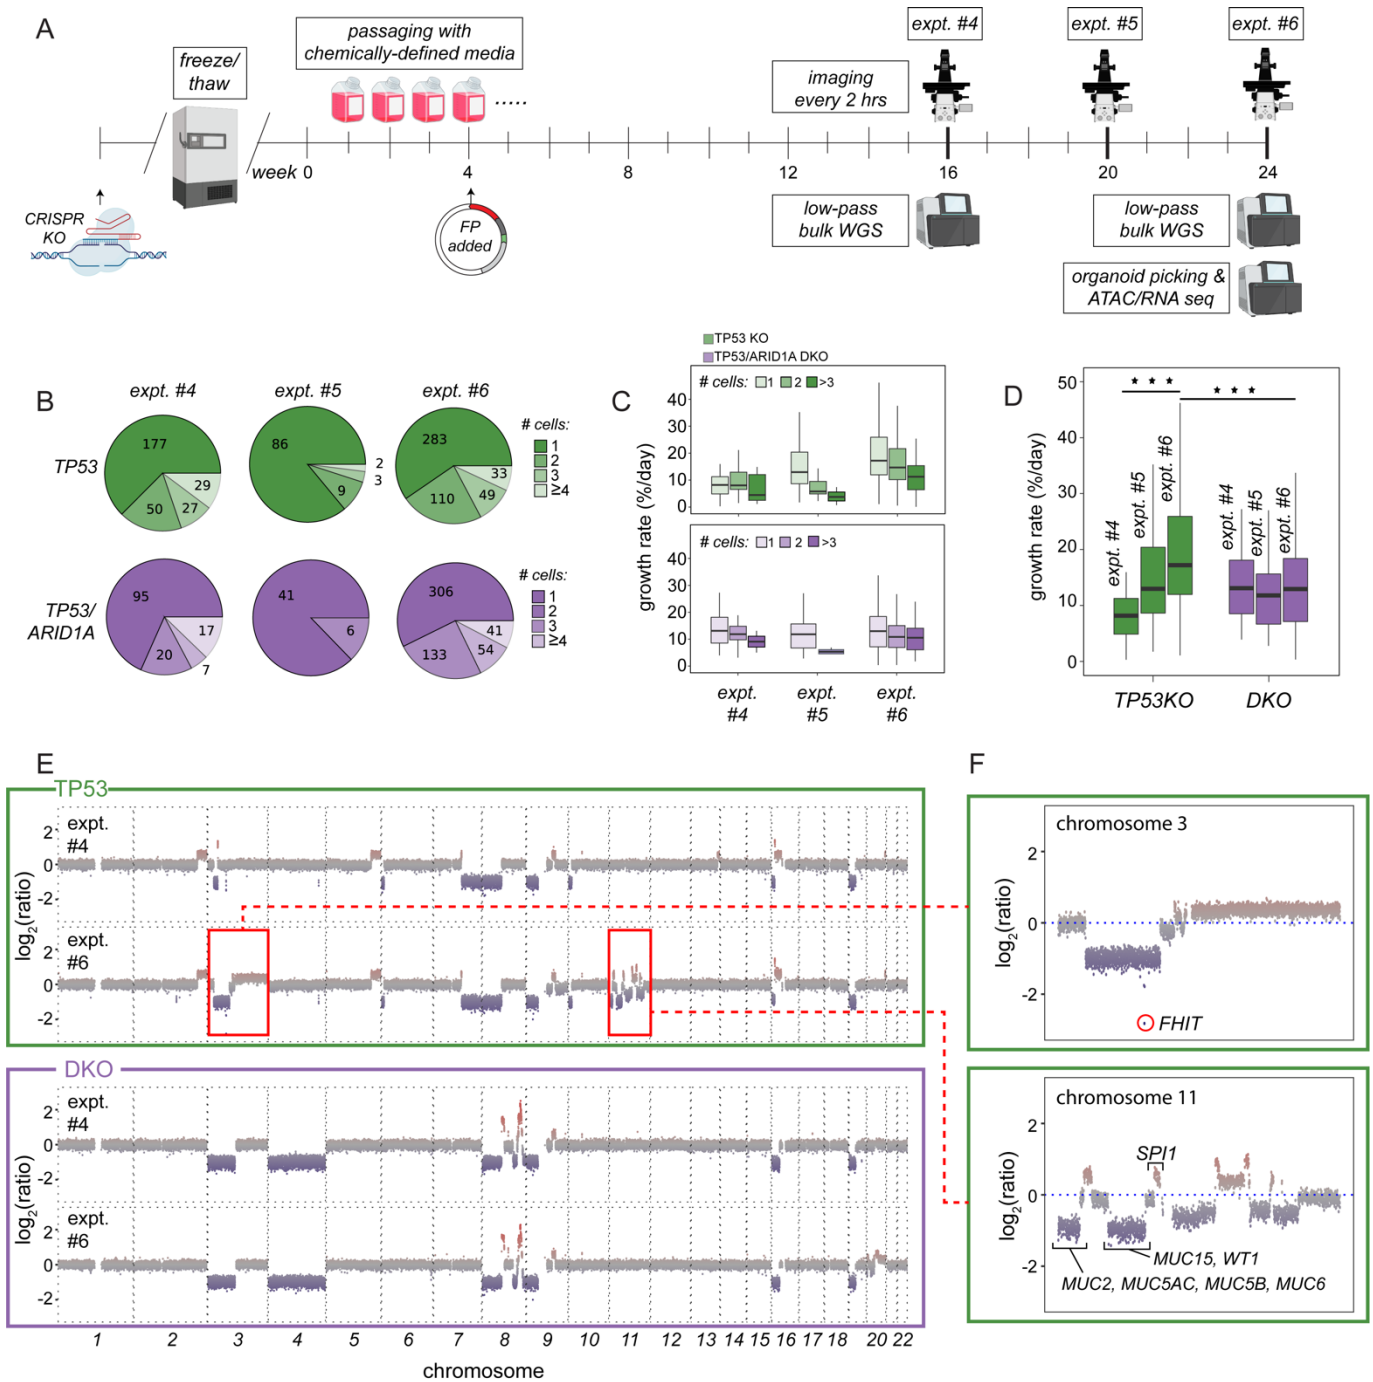 A
freeze/
thaw
passaging with
chemically-defined media
.....
expt. #4
expt. #5
expt. #6
imaging
every 2 hrs
week 0
4
8
12
16
20
24
CRISPR
KO
FP
added
low-pass
bulk WGS
low-pass
bulk WGS
organoid picking &
ATAC/RNA seq
B
expt. #4
expt. #5
expt. #6
TP53
177
50
27
29
86
9
3
2
283
110
49
33
# cells:
1
2
3
≥4
TP53/
ARID1A
95
20
7
17
41
6
306
133
54
41
# cells:
1
2
3
≥4
C
TP53 KO
TP53/ARID1A DKO
# cells: 1 2 >3
growth rate (%/day)
40
30
20
10
0
# cells: 1 2 >3
40
30
20
10
0
expt.
#4
expt.
#5
expt.
#6
D
growth rate (%/day)
50
40
30
20
10
0
★ ★ ★
★ ★ ★
expt. #4
expt. #5
expt. #6
expt. #4
expt. #5
expt. #6
TP53KO
DKO
E
TP53
expt.
#4
2
0
-2
log2(ratio)
expt.
#6
2
0
-2
DKO
expt.
#4
2
0
-2
log2(ratio)
expt.
#6
2
0
-2
1 2 3 4 5 6 7 8 9 10 11 12 13 14 15 16 17 18 20 22
chromosome
F
chromosome 3
2
0
-2
log2(ratio)
FHIT
chromosome 11
2
0
-2
log2(ratio)
SPI1
MUC15, WT1
MUC2, MUC5AC, MUC5B, MUC6